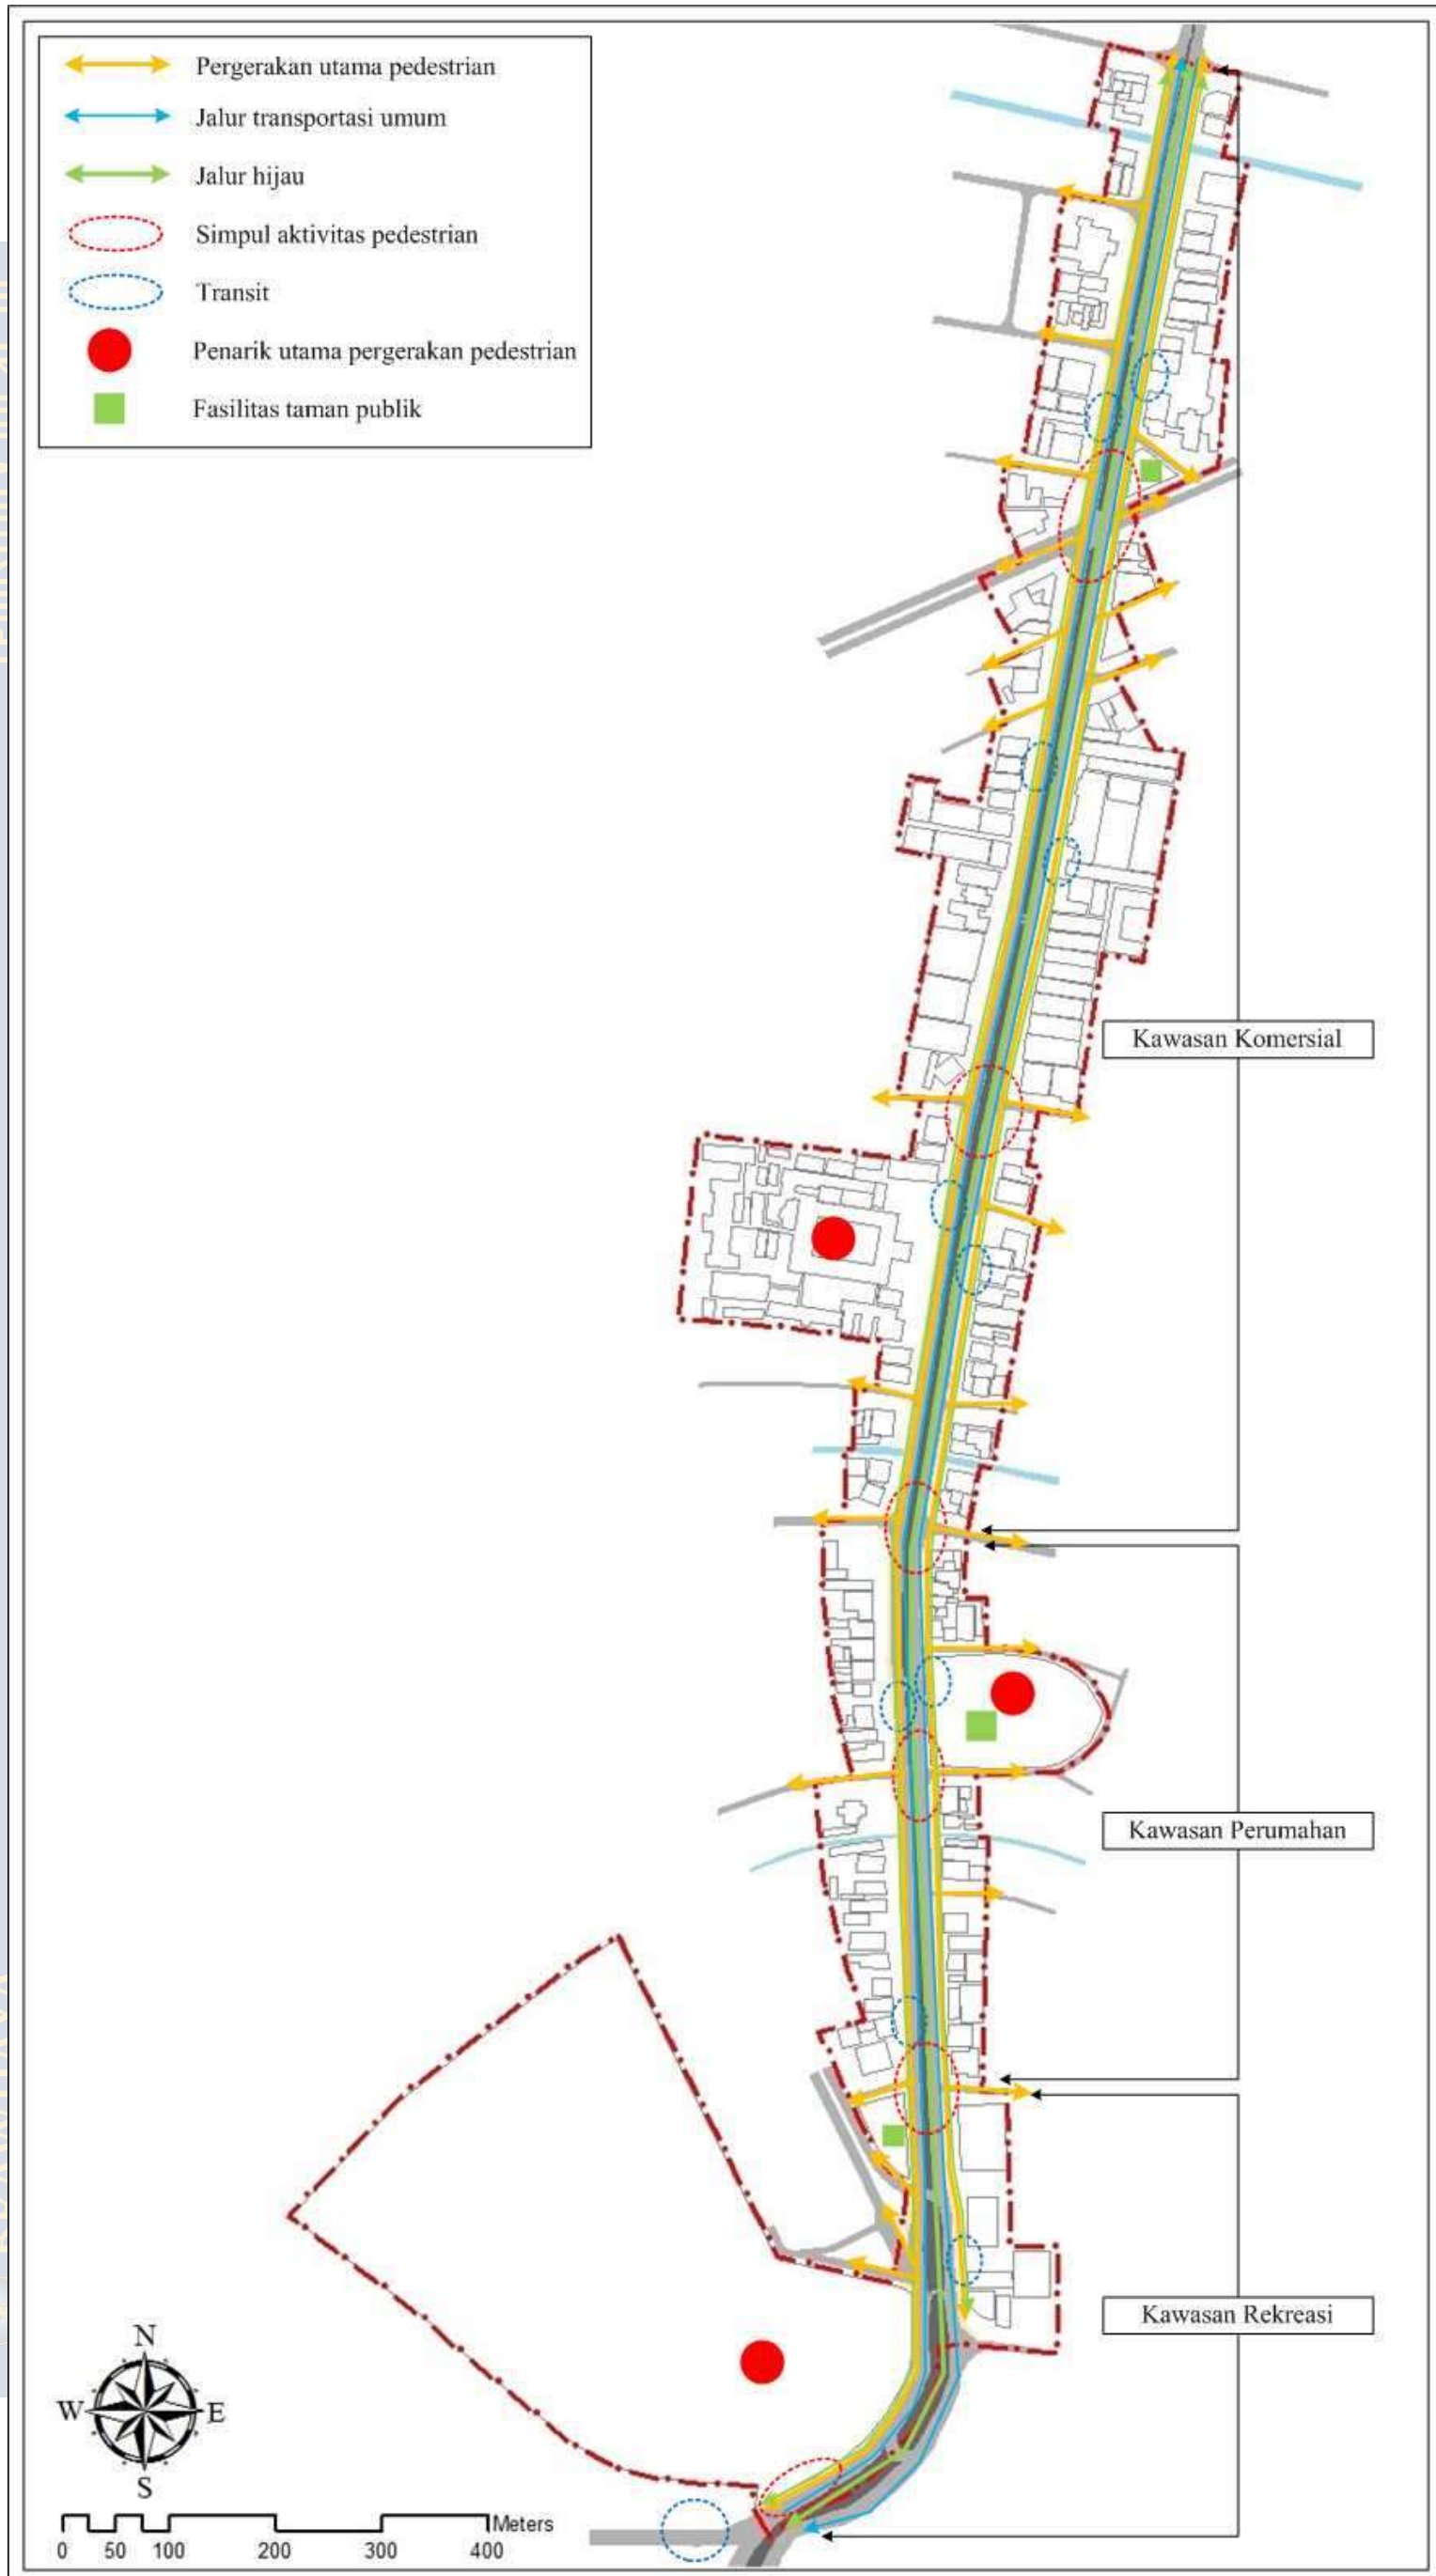 Pergerakan utama pedestrian
Jalur transportasi umum
Jalur hijau
Simpul aktivitas pedestrian
Transit
Penarik utama pergerakan pedestrian
Fasilitas taman publik
Kawasan Komersial
Kawasan Perumahan
Kawasan Rekreasi
N
W E
S
Meters
0 50 100 200 300 400